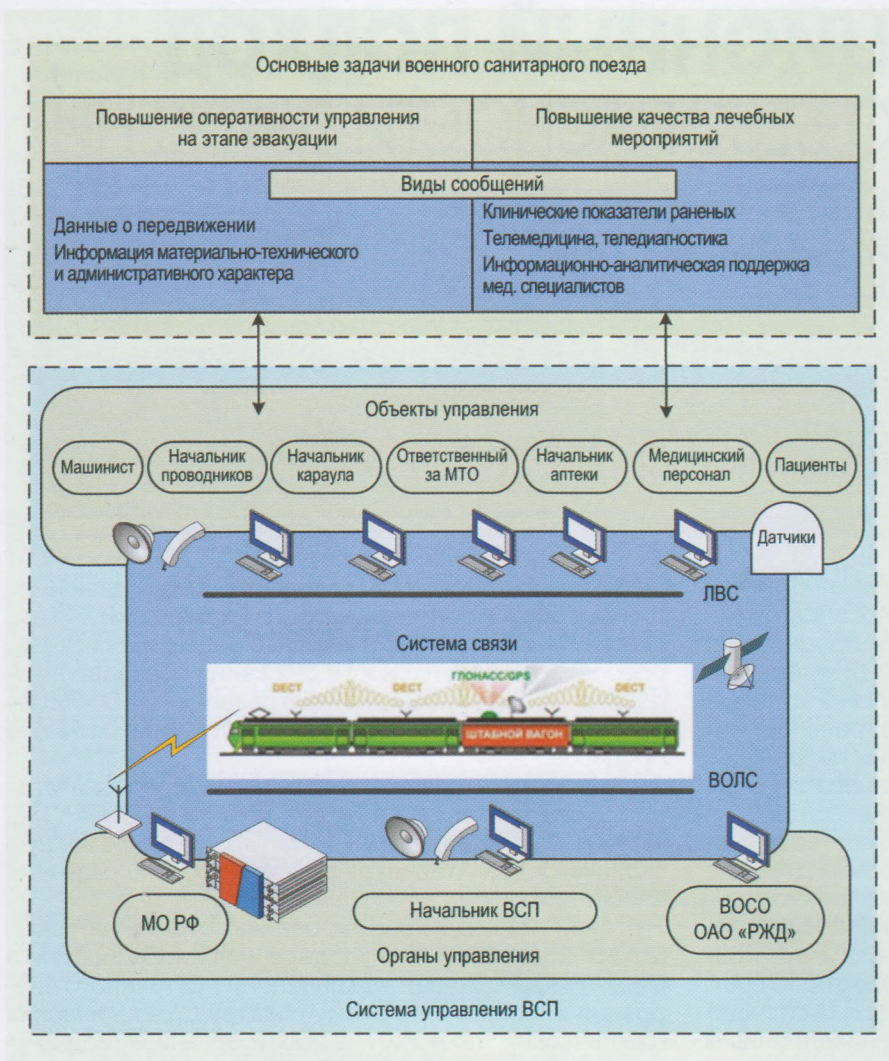 Основные задачи военного санитарного поезда
Повышение оперативности управления
на этапе эвакуации
Повышение качества лечебных
мероприятий
Виды сообщений
Данные о передвижении
Информация материально-технического
и административного характера
Клинические показатели раненых
Телемедицина, теледиагностика
Информационно-аналитическая поддержка
мед. специалистов
Объекты управления
Машинист
Начальник
проводников
Начальник
караула
Ответственный
за МТО
Начальник
аптеки
Медицинский
персонал
Пациенты
Датчики
ЛВС
Система связи
ГЛОНАСС/GPS
DECT
DECT
DECT
ШТАБНОЙ ВАГОН
ВОЛС
МО РФ
Начальник ВСП
ВОСО
ОАО «РЖД»
Органы управления
Система управления ВСП